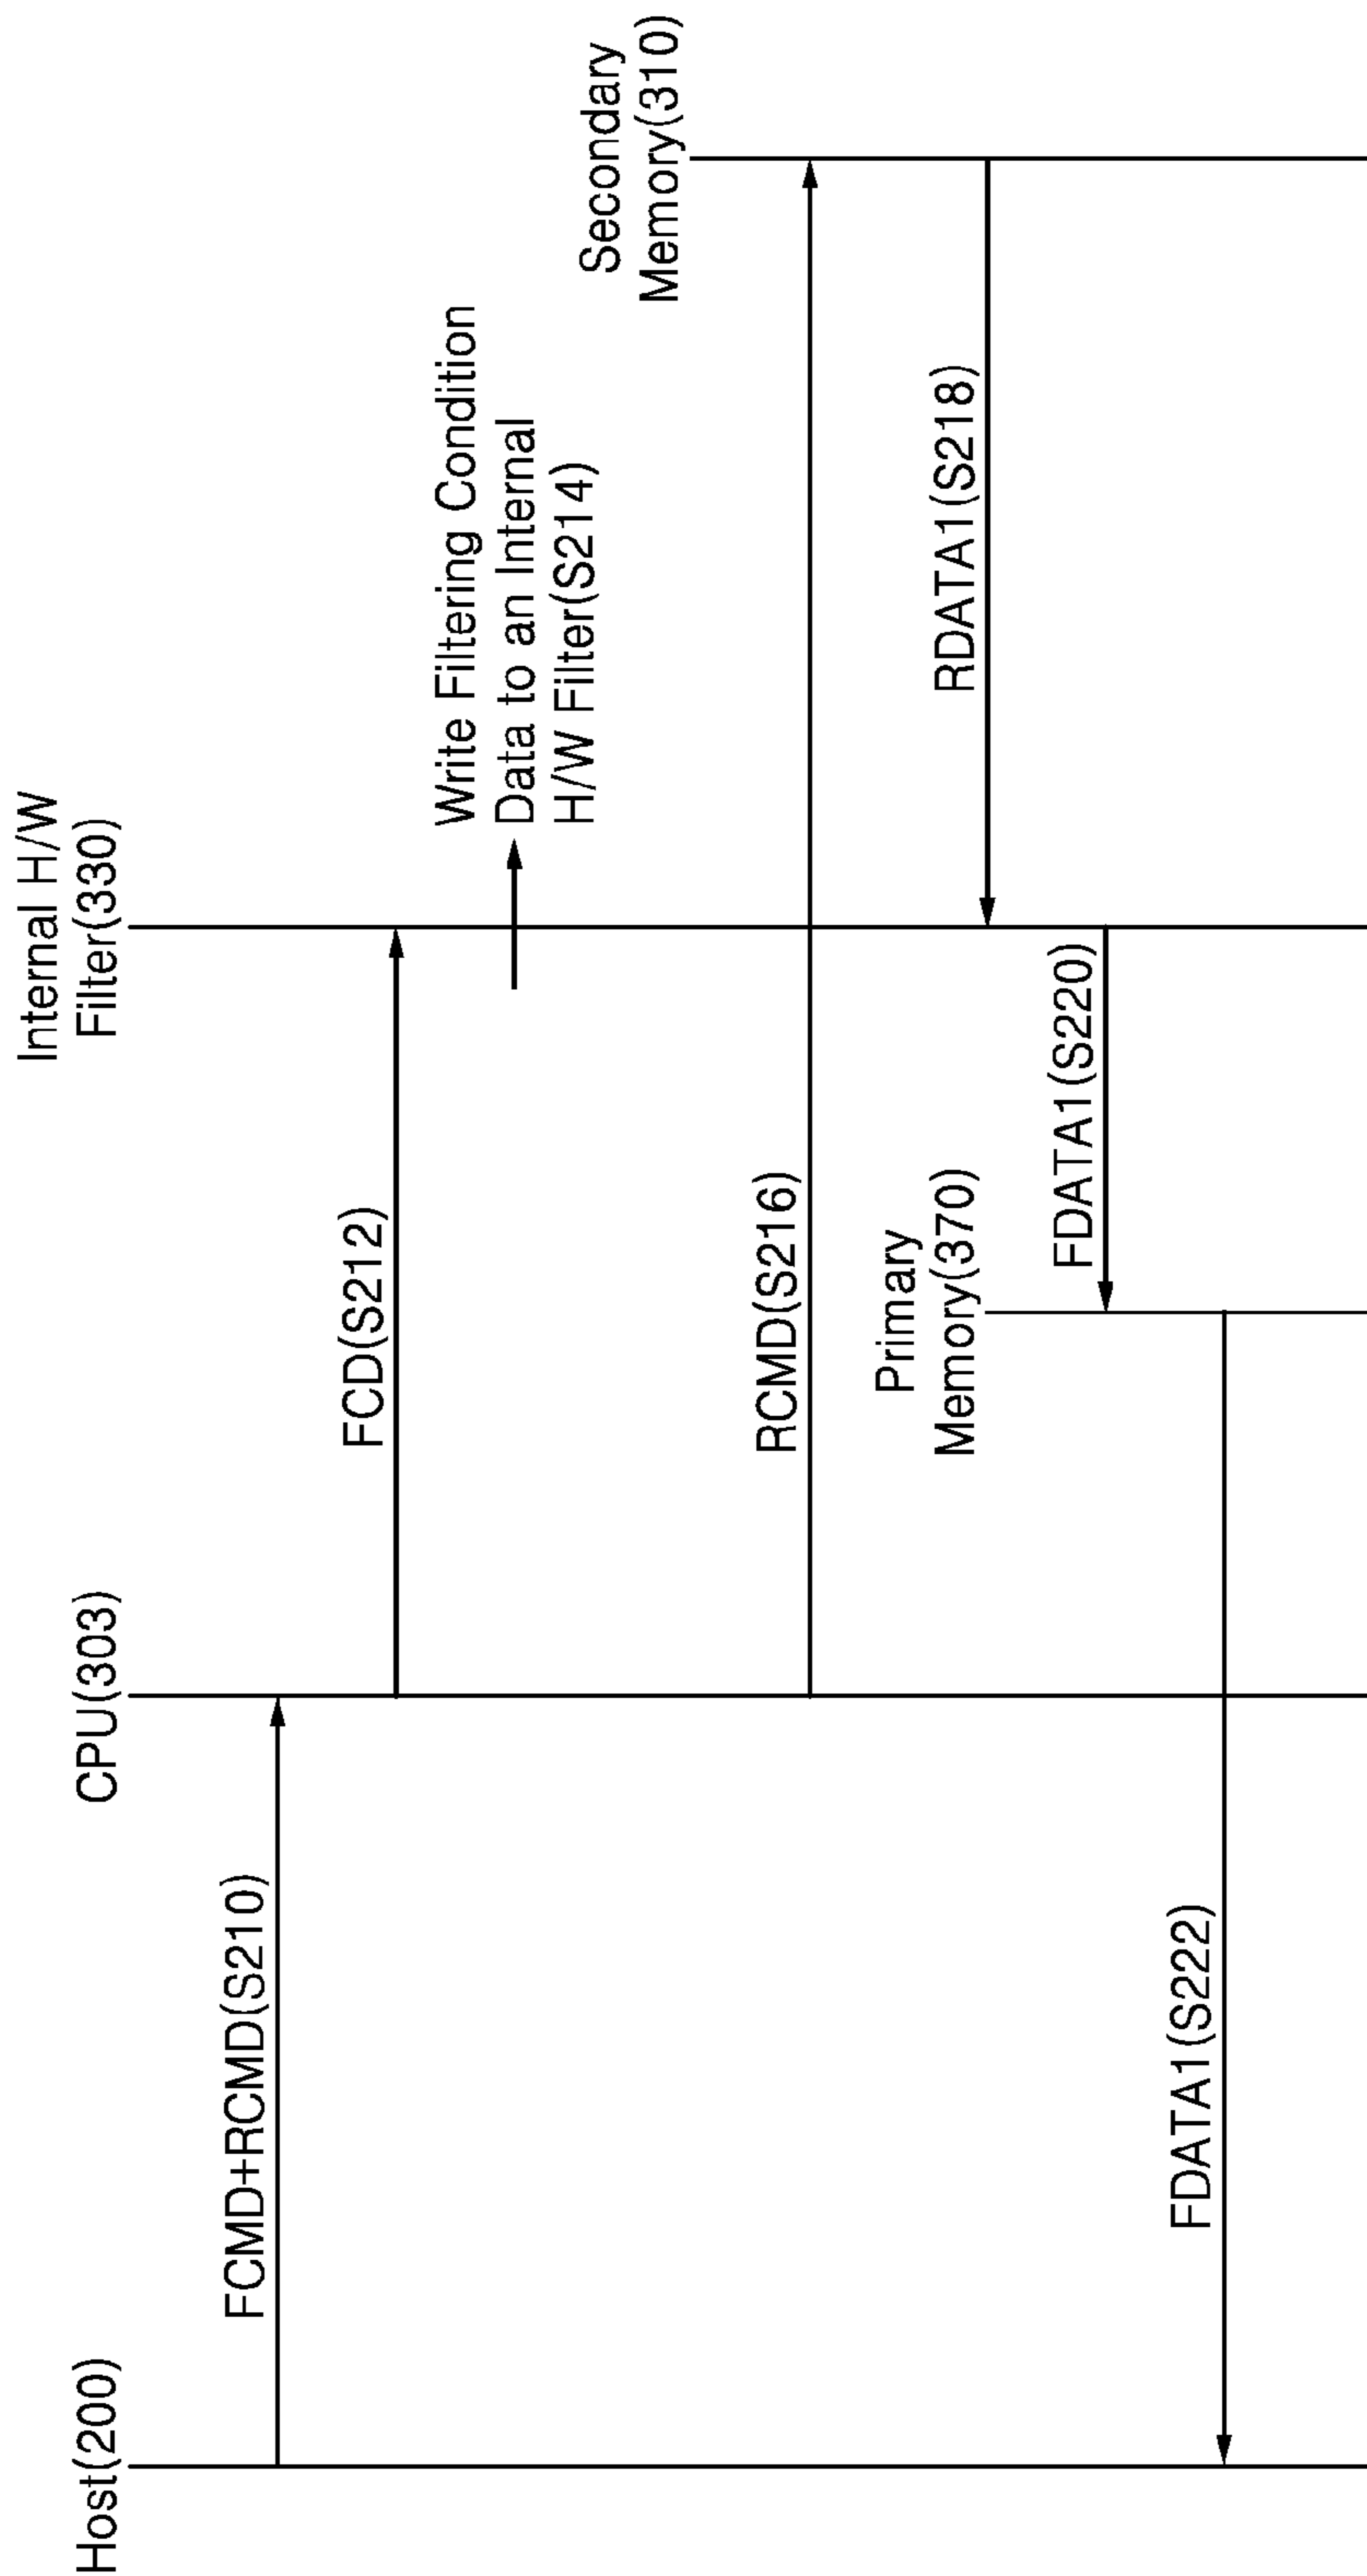 Host(200)
CPU(303)
Internal H/W
Filter(330)
FCMD+RCMD(S210)
FCD(S212)
Write Filtering Condition
Data to an Internal
H/W Filter(S214)
Secondary
Memory(310)
RCMD(S216)
Primary
Memory(370)
RDATA1(S218)
FDATA1(S220)
FDATA1(S222)